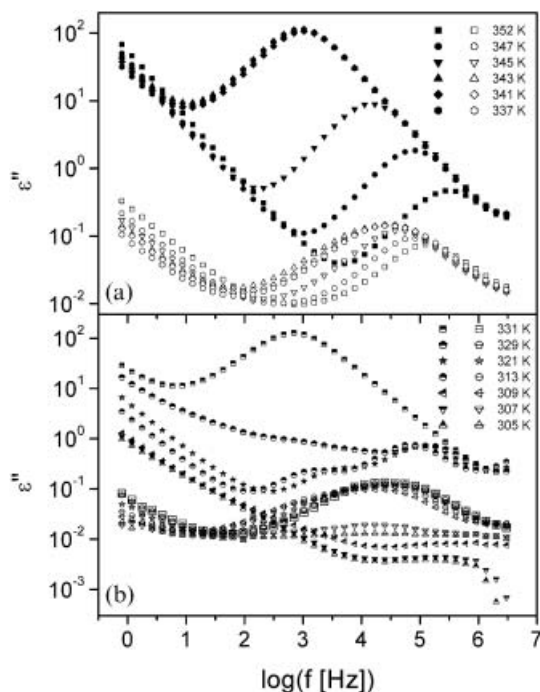 (a)
ε''
10²
10¹
10⁰
10⁻¹
10⁻²
352 K
347 K
345 K
343 K
341 K
337 K
(b)
ε''
10²
10¹
10⁰
10⁻¹
10⁻²
10⁻³
331 K
329 K
321 K
313 K
309 K
307 K
305 K
0 1 2 3 4 5 6 7
log(f [Hz])